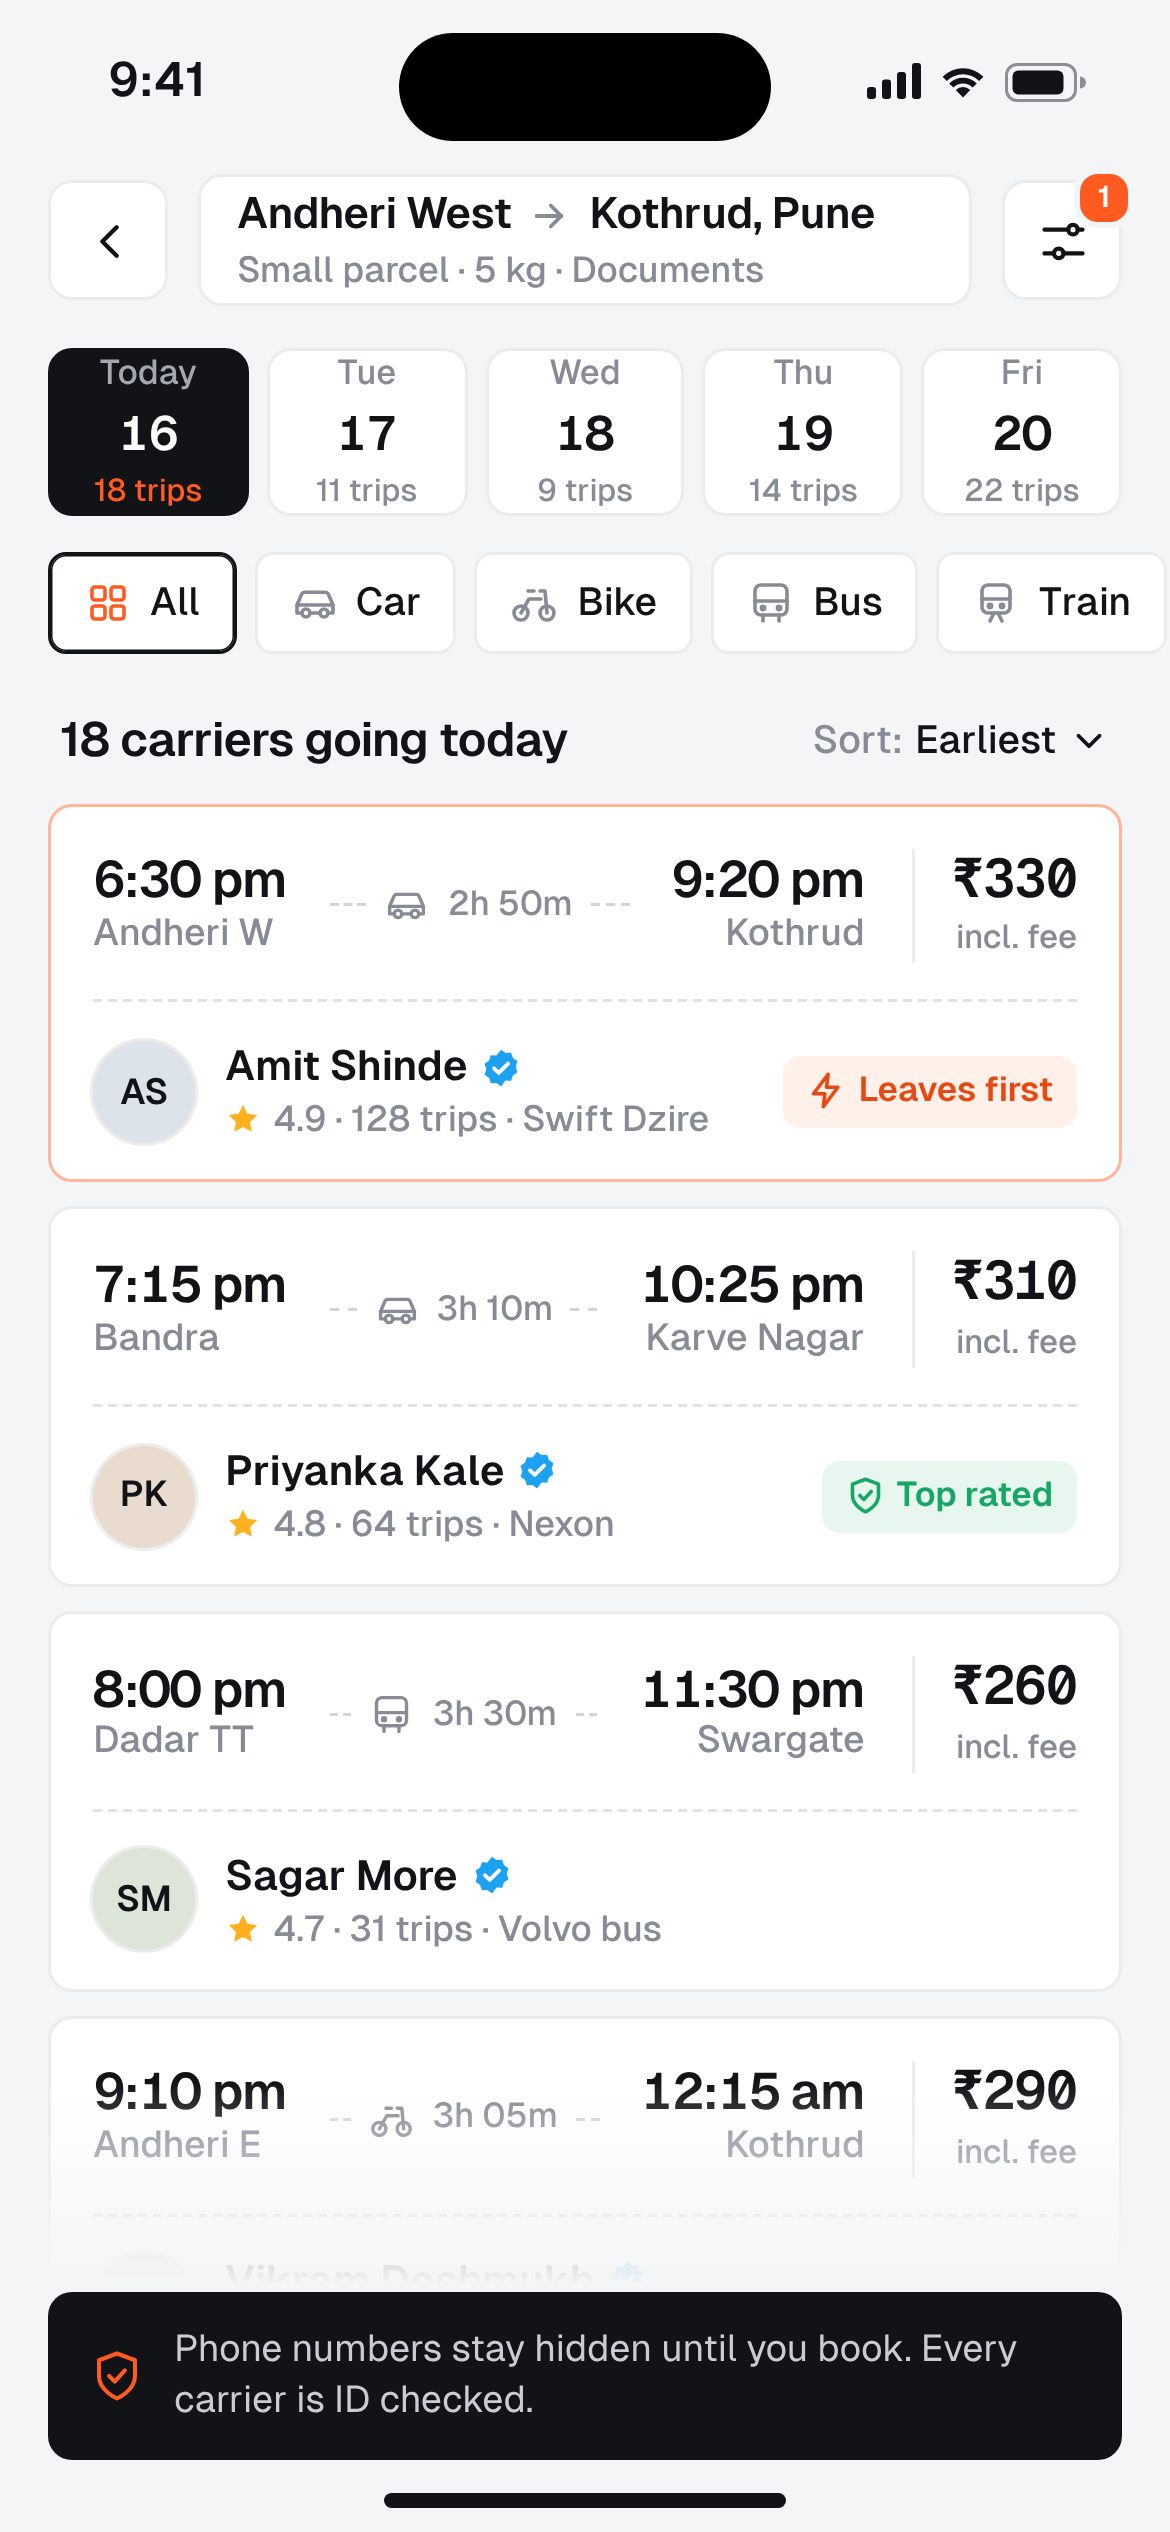 9:41
Andheri West → Kothrud, Pune
1
Small parcel · 5 kg · Documents
Today Tue Wed Thu Fri
16 17 18 19 20
18 trips 11 trips 9 trips 14 trips 22 trips
All Car Bike Bus Train
18 carriers going today Sort: Earliest
6:30 pm 2h 50m 9:20 pm ₹330
Andheri W Kothrud incl. fee
AS Amit Shinde Leaves first
4.9 · 128 trips · Swift Dzire
7:15 pm 3h 10m 10:25 pm ₹310
Bandra Karve Nagar incl. fee
PK Priyanka Kale Top rated
4.8 · 64 trips · Nexon
8:00 pm 3h 30m 11:30 pm ₹260
Dadar TT Swargate incl. fee
SM Sagar More
4.7 · 31 trips · Volvo bus
9:10 pm 3h 05m 12:15 am ₹290
Andheri E Kothrud incl. fee
Vikram Deshmukh
Phone numbers stay hidden until you book. Every
carrier is ID checked.